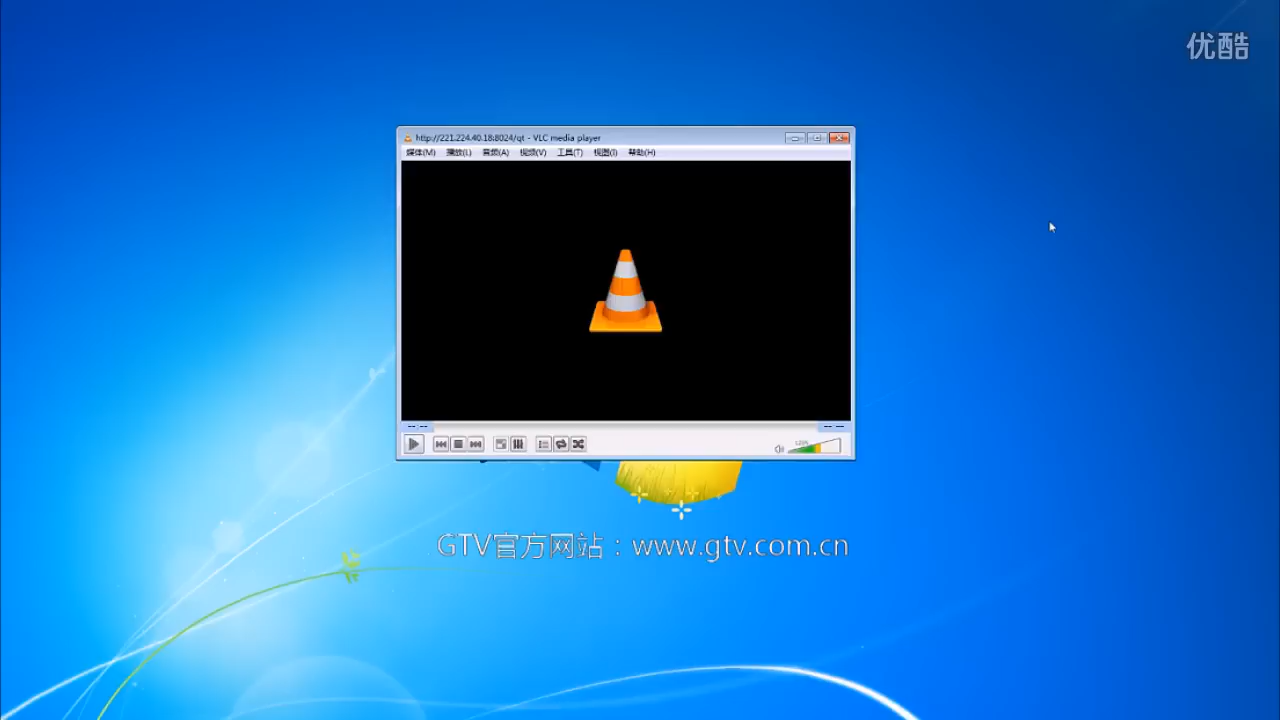 优酷
http://221.224.40.18:8024/qt - VLC media player
媒体(M) 播放(L) 音频(A) 视频(V) 工具(T) 视图(I) 帮助(H)
-- -- -- --
GTV官方网站：www.gtv.com.cn